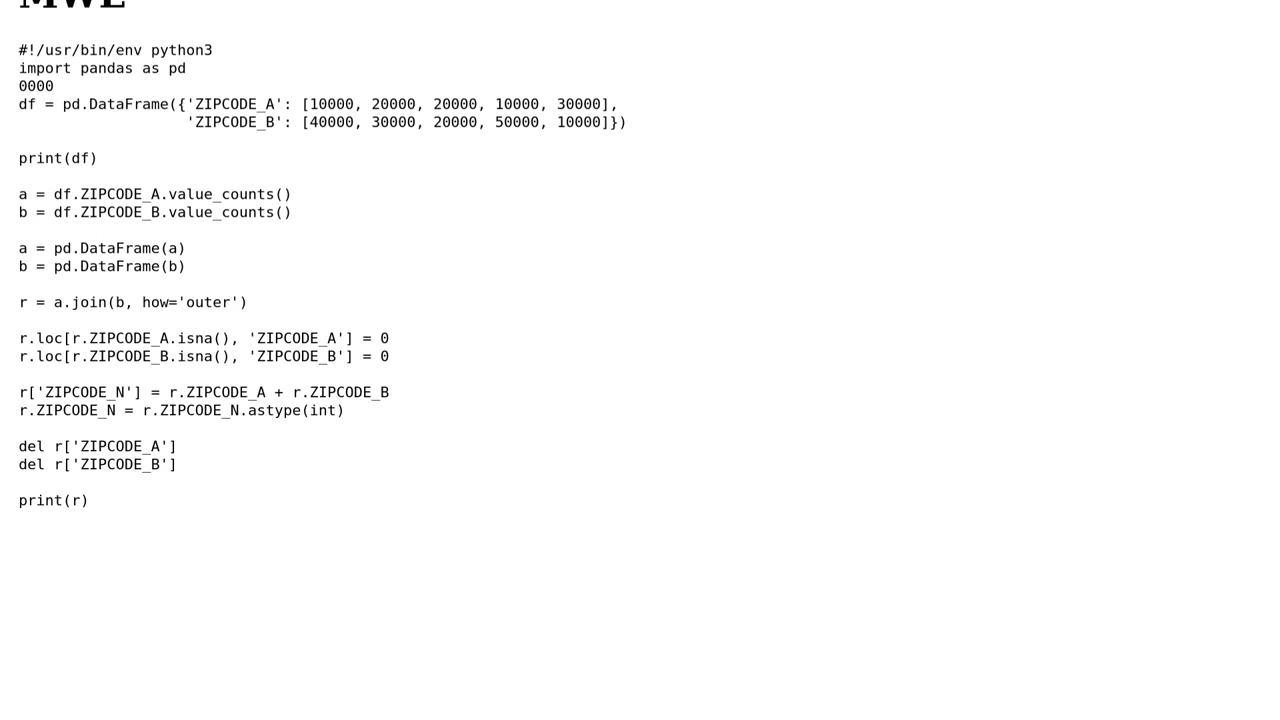 MWE
#!/usr/bin/env python3
import pandas as pd
0000
df = pd.DataFrame({'ZIPCODE_A': [10000, 20000, 20000, 10000, 30000],
                   'ZIPCODE_B': [40000, 30000, 20000, 50000, 10000]})
print(df)
a = df.ZIPCODE_A.value_counts()
b = df.ZIPCODE_B.value_counts()
a = pd.DataFrame(a)
b = pd.DataFrame(b)
r = a.join(b, how='outer')
r.loc[r.ZIPCODE_A.isna(), 'ZIPCODE_A'] = 0
r.loc[r.ZIPCODE_B.isna(), 'ZIPCODE_B'] = 0
r['ZIPCODE_N'] = r.ZIPCODE_A + r.ZIPCODE_B
r.ZIPCODE_N = r.ZIPCODE_N.astype(int)
del r['ZIPCODE_A']
del r['ZIPCODE_B']
print(r)